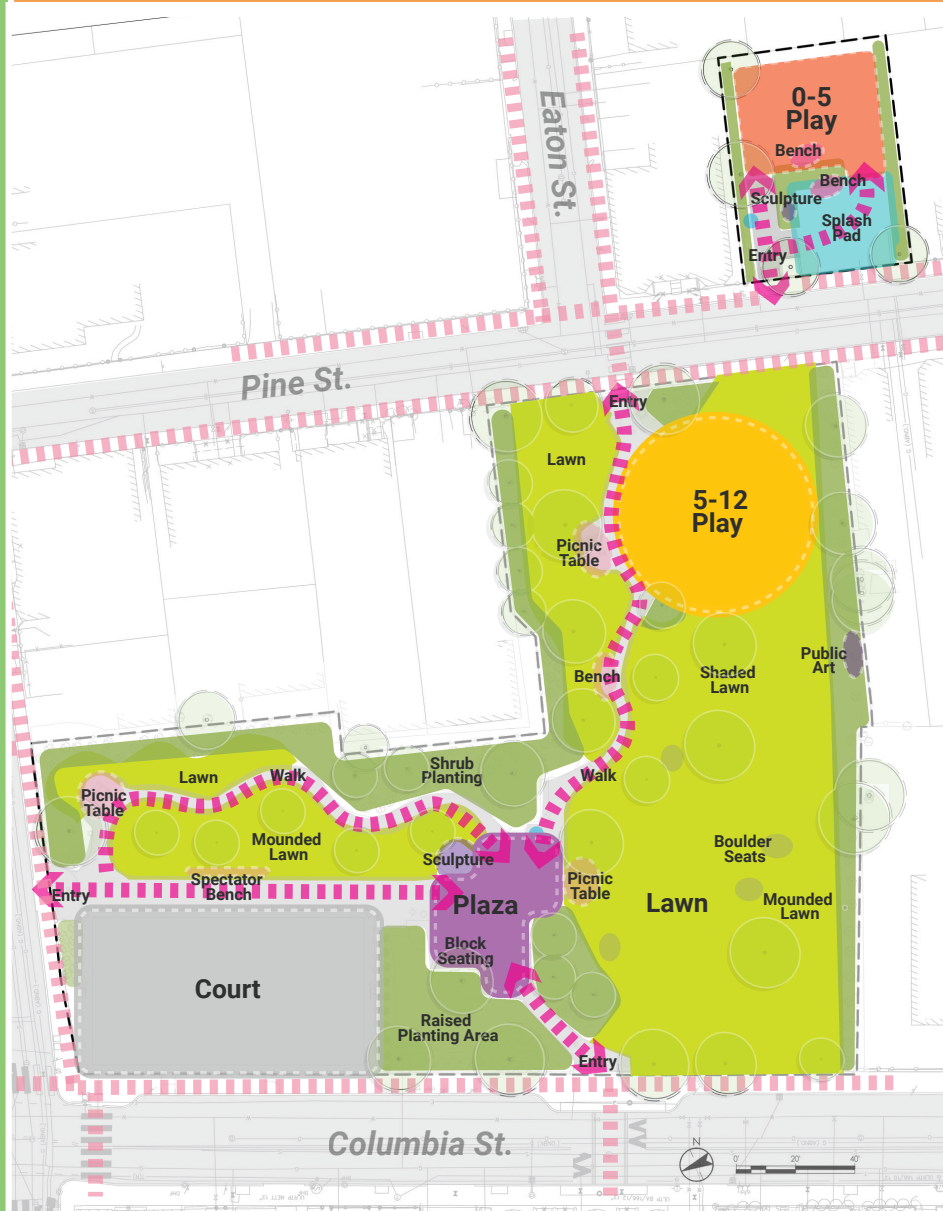 Eaton St.
0-5
Play
Bench
Bench
Sculpture
Splash
Pad
Entry
Pine St.
Entry
Lawn
5-12
Play
Picnic
Table
Public
Art
Bench
Shaded
Lawn
Shrub
Planting
Walk
Lawn
Walk
Picnic
Table
Mounded
Lawn
Boulder
Seats
Sculpture
Spectator
Bench
Entry
Picnic
Table
Plaza
Lawn
Mounded
Lawn
Block
Seating
Court
Raised
Planting Area
Entry
Columbia St.
N
0'
20'
40'